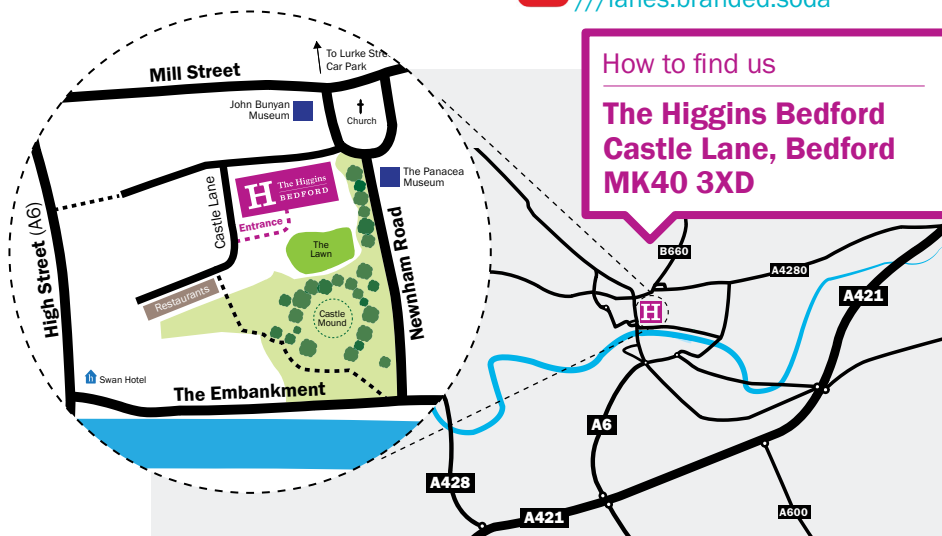 ///lanes.branded.soda
How to find us
The Higgins Bedford
Castle Lane, Bedford
MK40 3XD
To Lurke Stre
Car Park
Mill Street
John Bunyan
Museum
Church
The Panacea
Museum
H The Higgins
BEDFORD
Castle Lane
Entrance
The
Lawn
High Street (A6)
Newnham Road
Restaurants
Castle
Mound
h Swan Hotel
The Embankment
B660
A4280
A421
H
A6
A428
A421
A600